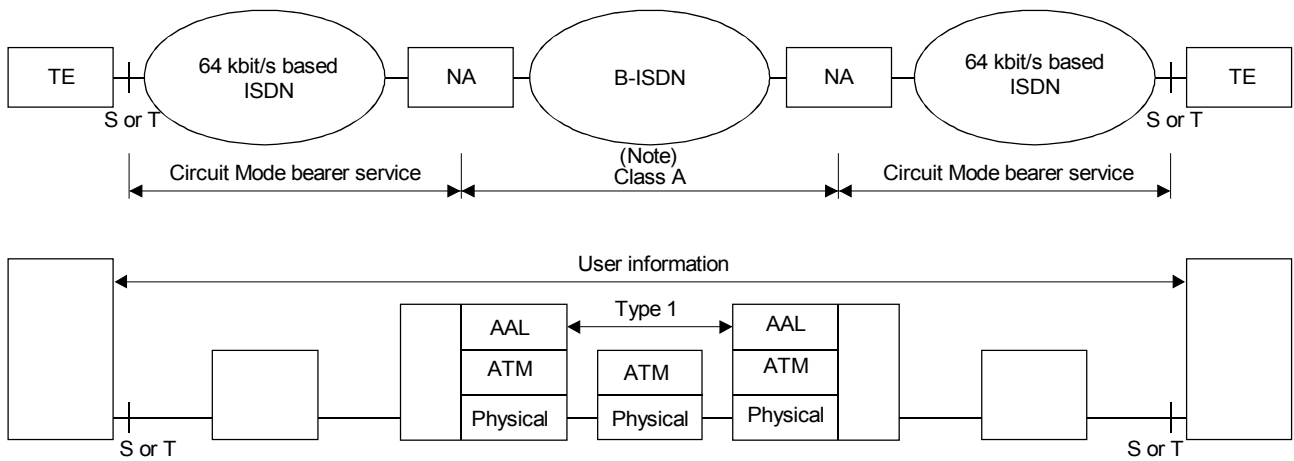 TE
64 kbit/s based
ISDN
NA
B-ISDN
NA
64 kbit/s based
ISDN
TE
S or T
S or T
(Note)
Circuit Mode bearer service
Class A
Circuit Mode bearer service
User information
Type 1
AAL
AAL
ATM
ATM
ATM
Physical
Physical
Physical
S or T
S or T